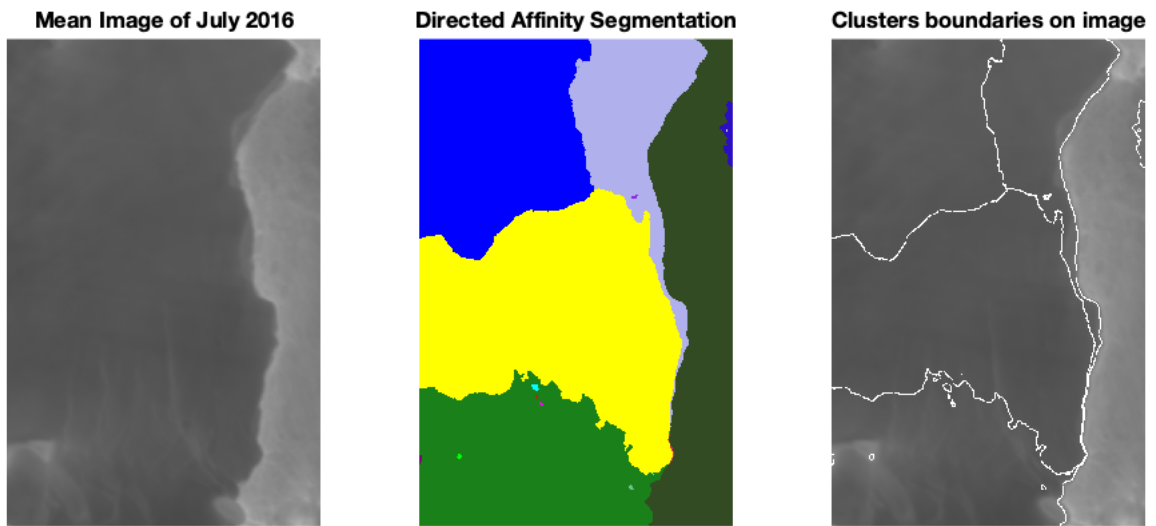 Mean Image of July 2016
Directed Affinity Segmentation
Clusters boundaries on image